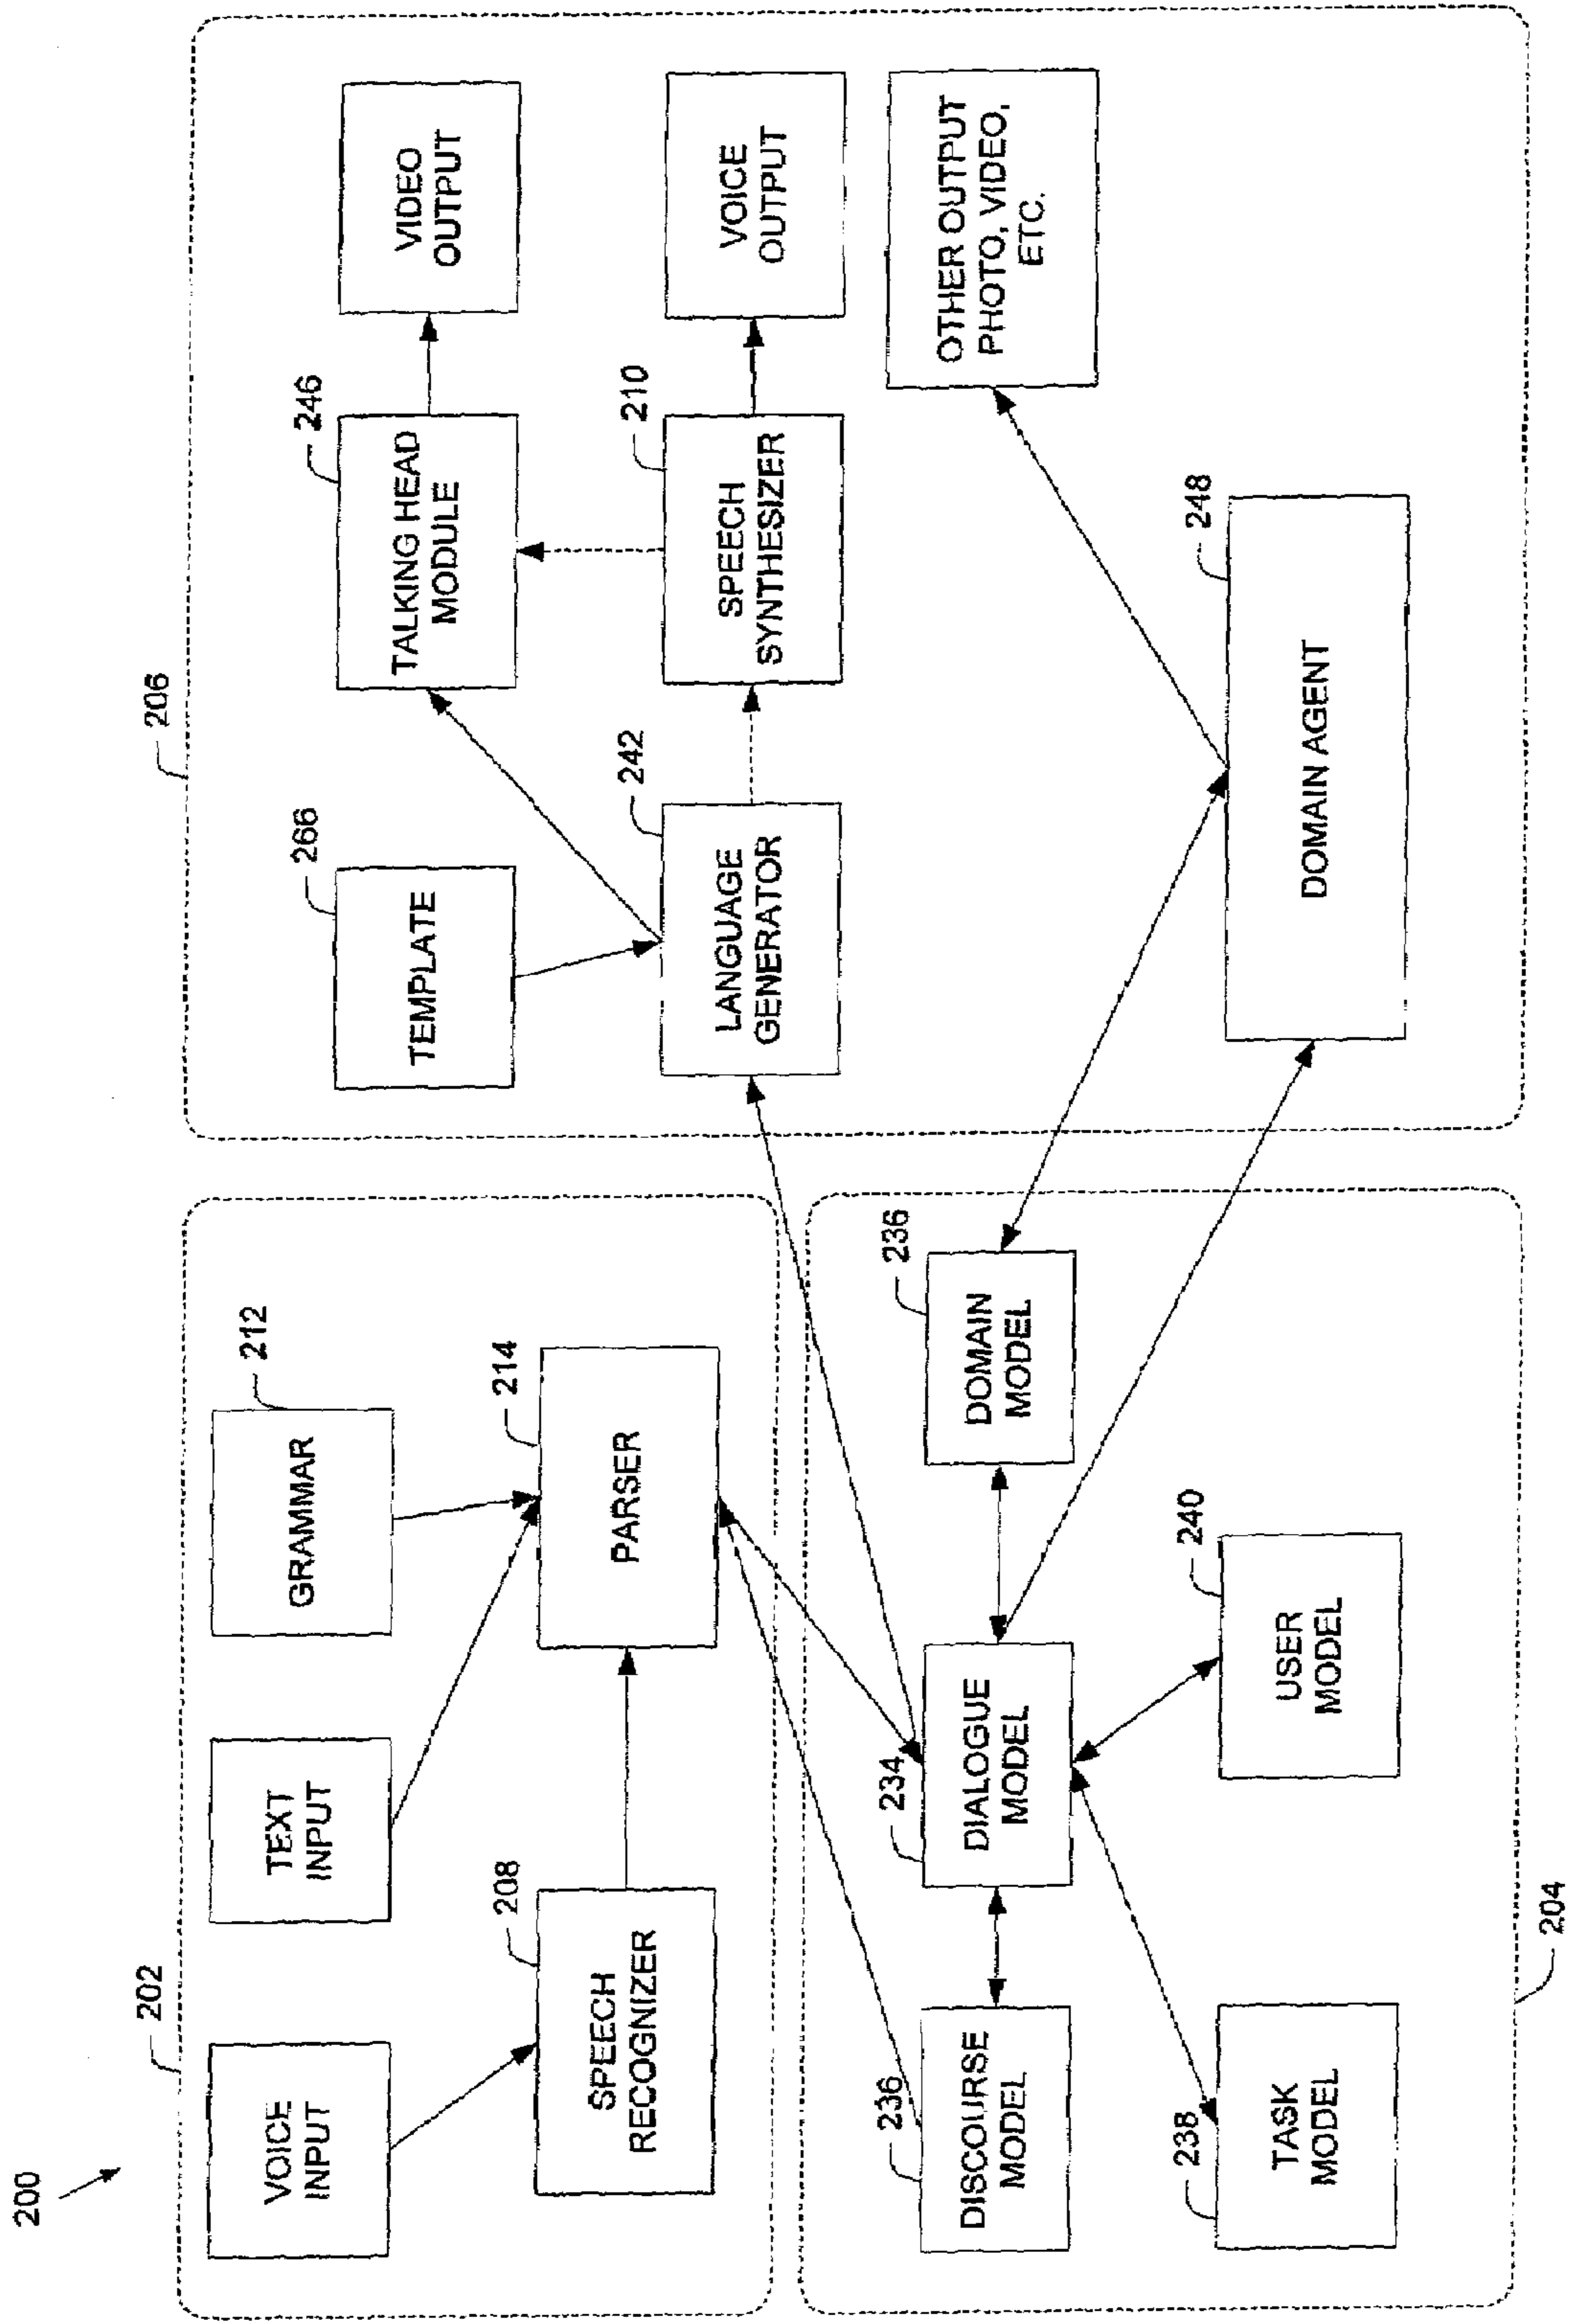 200
202
VOICE
INPUT
TEXT
INPUT
GRAMMAR
212
208
SPEECH
RECOGNIZER
214
PARSER
236
DISCOURSE
MODEL
234
DIALOGUE
MODEL
236
DOMAIN
MODEL
238
TASK
MODEL
240
USER
MODEL
204
206
266
TEMPLATE
246
TALKING HEAD
MODULE
VIDEO
OUTPUT
242
LANGUAGE
GENERATOR
210
SPEECH
SYNTHESIZER
VOICE
OUTPUT
OTHER OUTPUT
PHOTO, VIDEO,
ETC.
248
DOMAIN AGENT